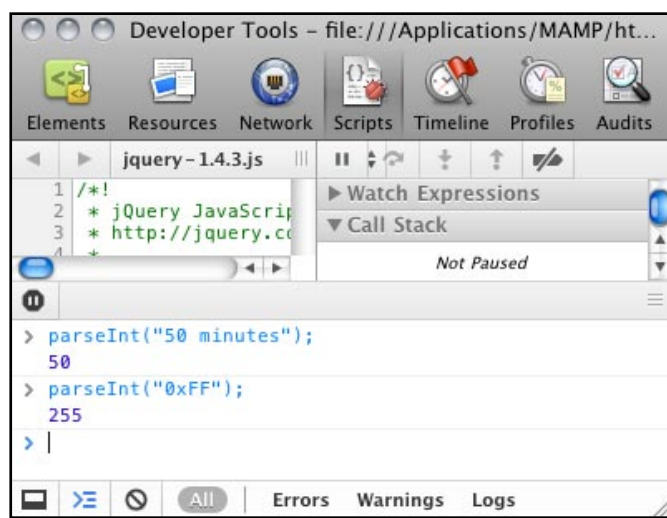 Developer Tools – file:///Applications/MAMP/ht...
Elements Resources Network Scripts Timeline Profiles Audits
jquery-1.4.3.js
1 /*!
2 * jQuery JavaScrip
3 * http://jquery.co
4 *
Watch Expressions
Call Stack
Not Paused
> parseInt("50 minutes");
50
> parseInt("0xFF");
255
>
All Errors Warnings Logs